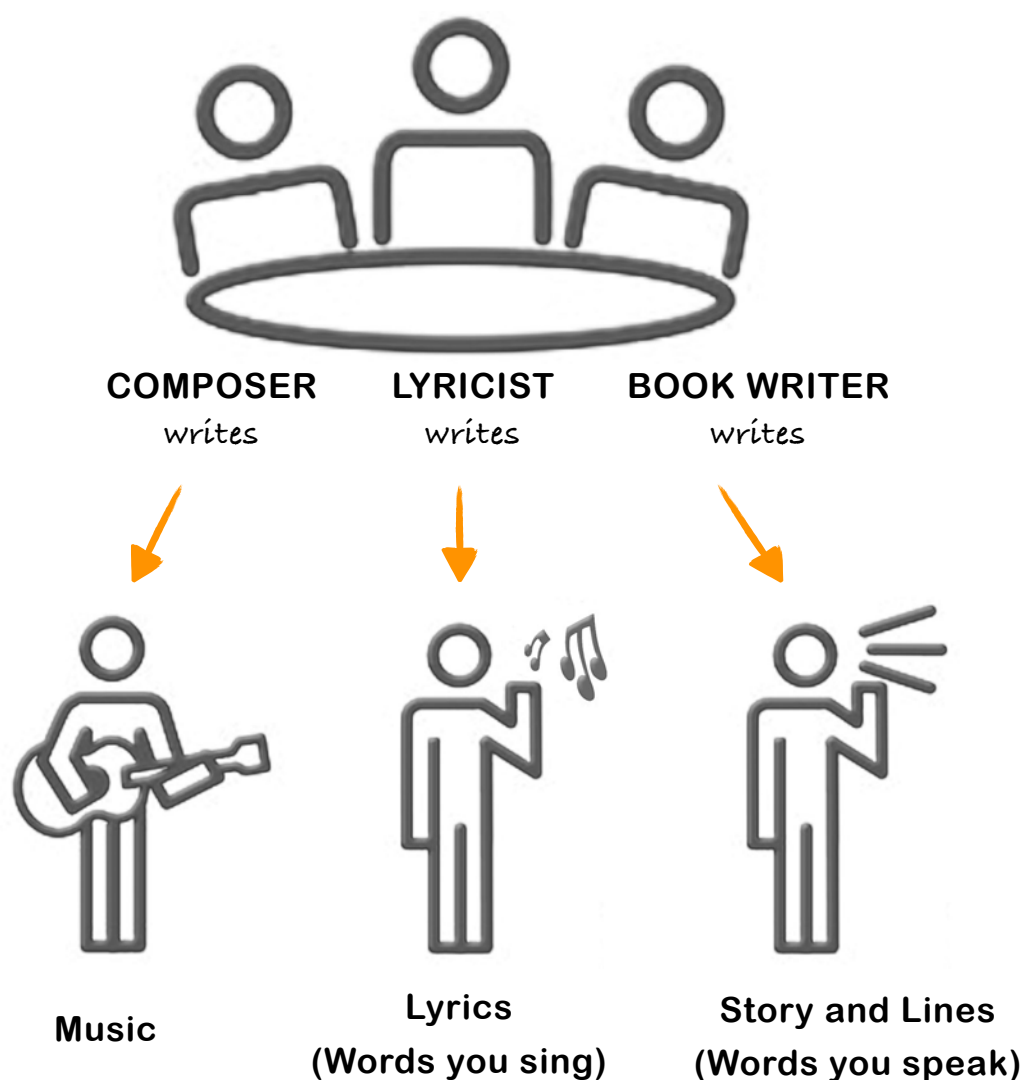 COMPOSER LYRICIST BOOK WRITER
writes writes writes
Music
Lyrics
(Words you sing)
Story and Lines
(Words you speak)